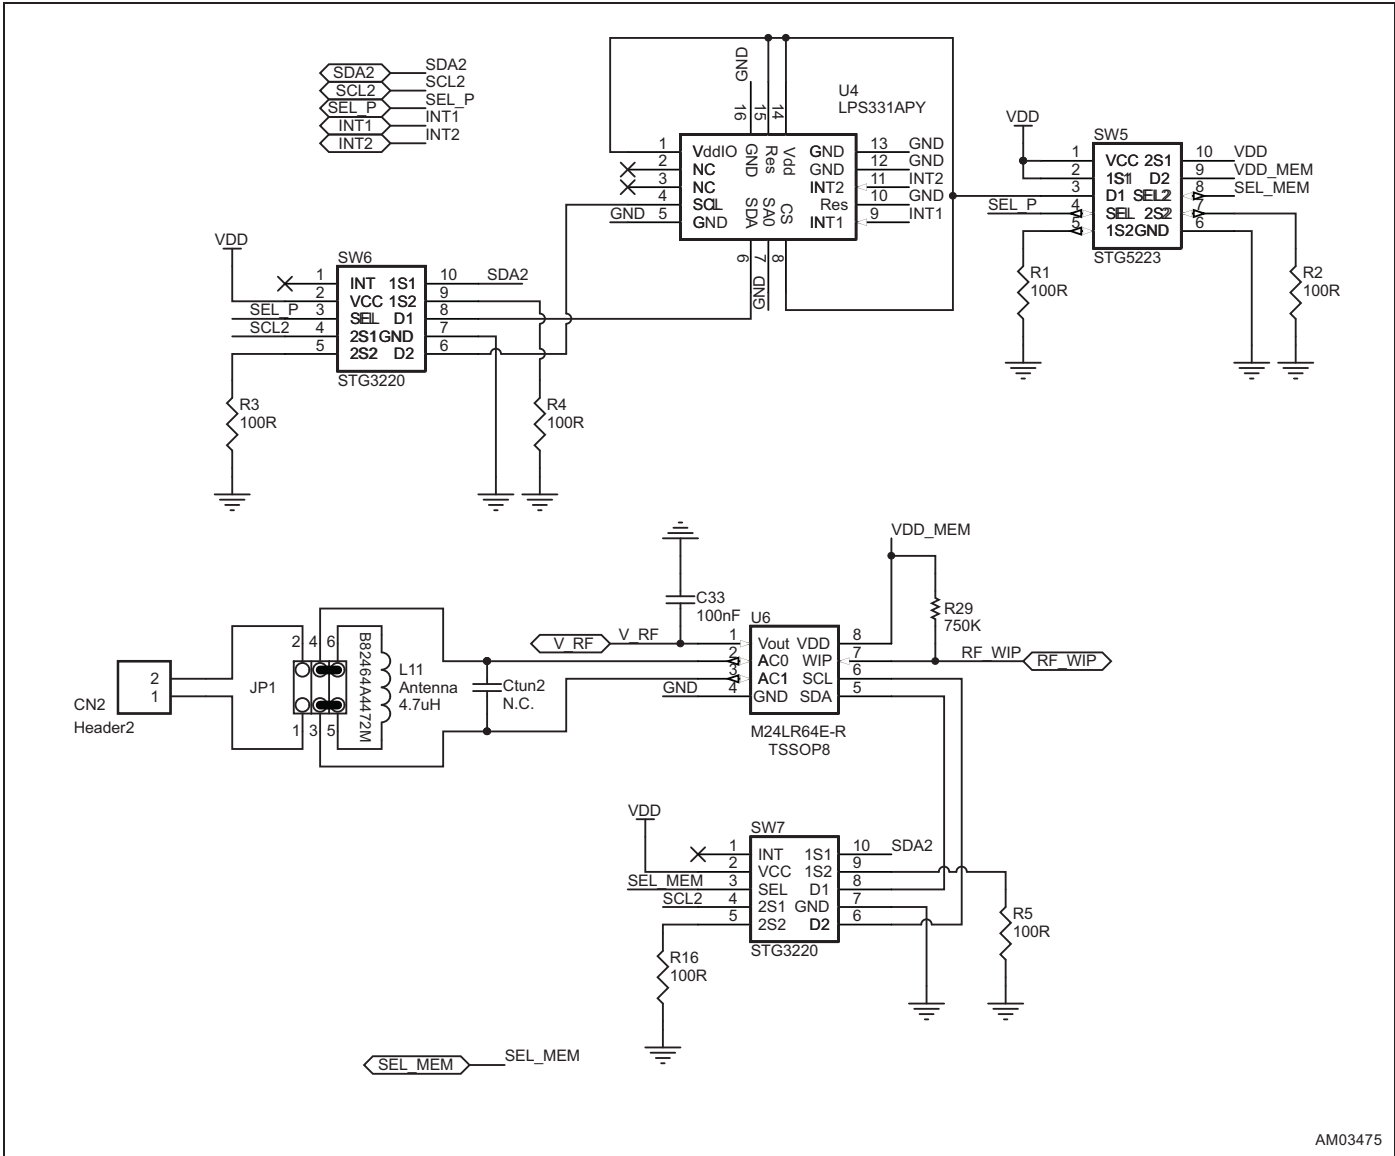 SDA2 SDA2
SCL2 SCL2
SEL_P SEL_P
INT1 INT1
INT2 INT2
U4
LPS331APY
GND
16 15 14
1 VddIO GND Res Vdd GND 13 GND
2 NC GND 12 GND
3 NC INT2 11 INT2
4 SCL Res 10 GND
GND 5 GND SDA SA0 CS INT1 9 INT1
6 7 8
GND
VDD
SW5
1 VCC 2S1 10 VDD
2 1S1 D2 9 VDD_MEM
3 D1 SEL2 8 SEL_MEM
SEL_P 4 SEL 2S2 7
5 1S2 GND 6
STG5223
R1
100R
R2
100R
VDD
SW6
1 INT 1S1 10 SDA2
2 VCC 1S2 9
SEL_P 3 SEL D1 8
SCL2 4 2S1 GND 7
5 2S2 D2 6
STG3220
R3
100R
R4
100R
VDD_MEM
C33
100nF
R29
750K
U6
V_RF V_RF 1 Vout VDD 8
2 AC0 WIP 7 RF_WIP RF_WIP
3 AC1 SCL 6
GND 4 GND SDA 5
M24LR64E-R
TSSOP8
2 4 6
B82464A4472M
L11
Antenna
4.7uH
Ctun2
N.C.
JP1
1 3 5
2
1
CN2
Header2
VDD
SW7
1 INT 1S1 10 SDA2
2 VCC 1S2 9
SEL_MEM 3 SEL D1 8
SCL2 4 2S1 GND 7
5 2S2 D2 6
STG3220
R16
100R
R5
100R
SEL_MEM SEL_MEM
AM03475